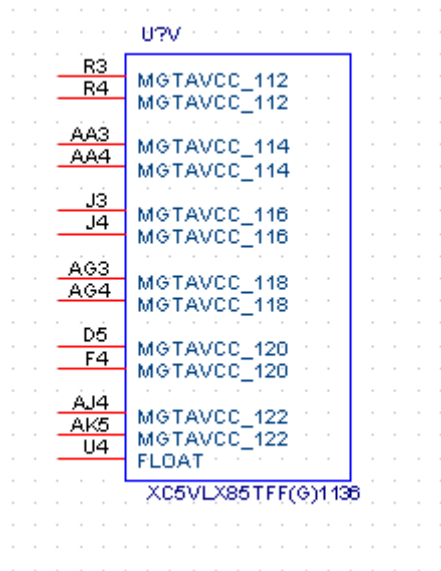 U?V
R3 MGTAVCC_112
R4 MGTAVCC_112
AA3 MGTAVCC_114
AA4 MGTAVCC_114
J3 MGTAVCC_116
J4 MGTAVCC_116
AG3 MGTAVCC_118
AG4 MGTAVCC_118
D5 MGTAVCC_120
F4 MGTAVCC_120
AJ4 MGTAVCC_122
AK5 MGTAVCC_122
U4 FLOAT
XC5VLX85TFF(G)1136